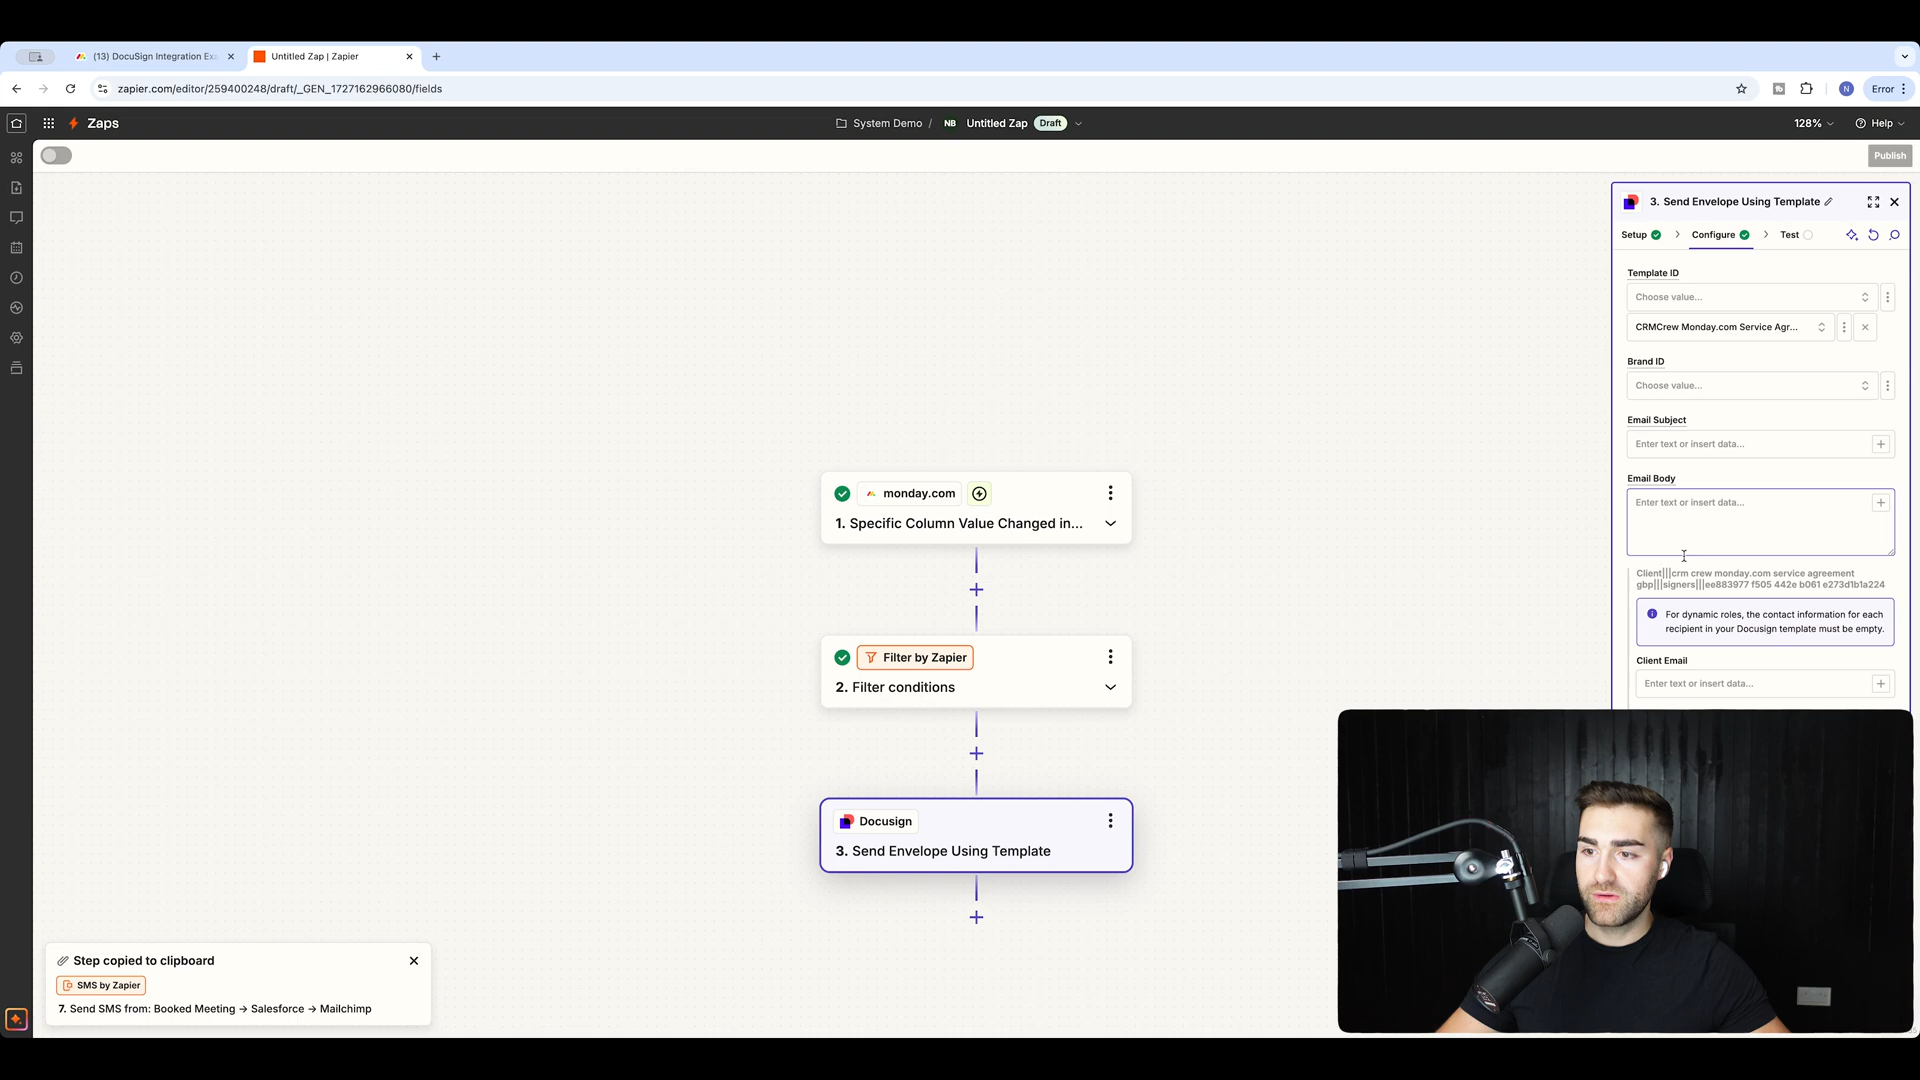 (13) DocuSign Integration Exa
Untitled Zap | Zapier
zapier.com/editor/259400248/draft/_GEN_1727162966080/fields
N
Error
Zaps
System Demo / NB Untitled Zap Draft
128%
Help
Publish
3. Send Envelope Using Template
Setup
Configure
Test
Template ID
Choose value...
CRMCrew Monday.com Service Agr...
Brand ID
Choose value...
Email Subject
Enter text or insert data...
Email Body
Enter text or insert data...
Client|||crm crew monday.com service agreement
gbp|||signers|||ee883977 f505 442e b061 e273d1b1a224
For dynamic roles, the contact information for each
recipient in your Docusign template must be empty.
Client Email
Enter text or insert data...
monday.com
1. Specific Column Value Changed in...
Filter by Zapier
2. Filter conditions
Docusign
3. Send Envelope Using Template
Step copied to clipboard
SMS by Zapier
7. Send SMS from: Booked Meeting → Salesforce → Mailchimp